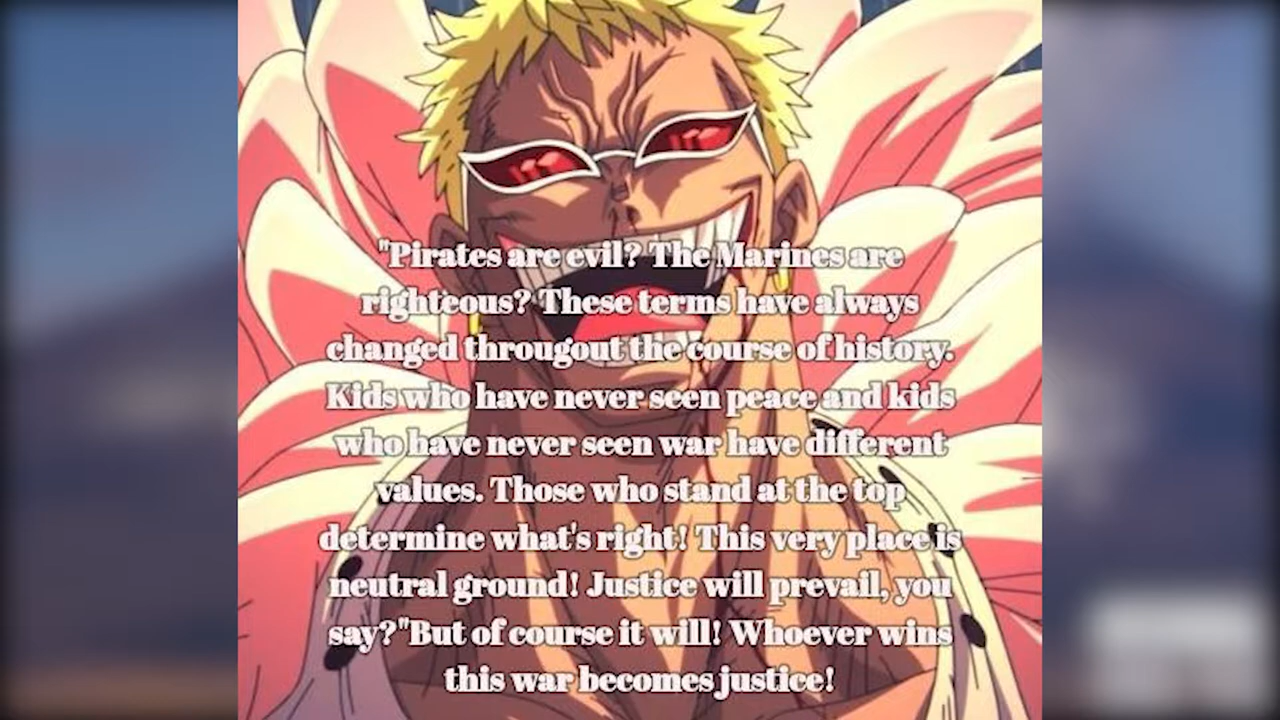 "Pirates are evil? The Marines are
righteous? These terms have always
changed througout the course of history.
Kids who have never seen peace and kids
who have never seen war have different
values. Those who stand at the top
determine what's right! This very place is
neutral ground! Justice will prevail, you
say?"But of course it will! Whoever wins
this war becomes justice!